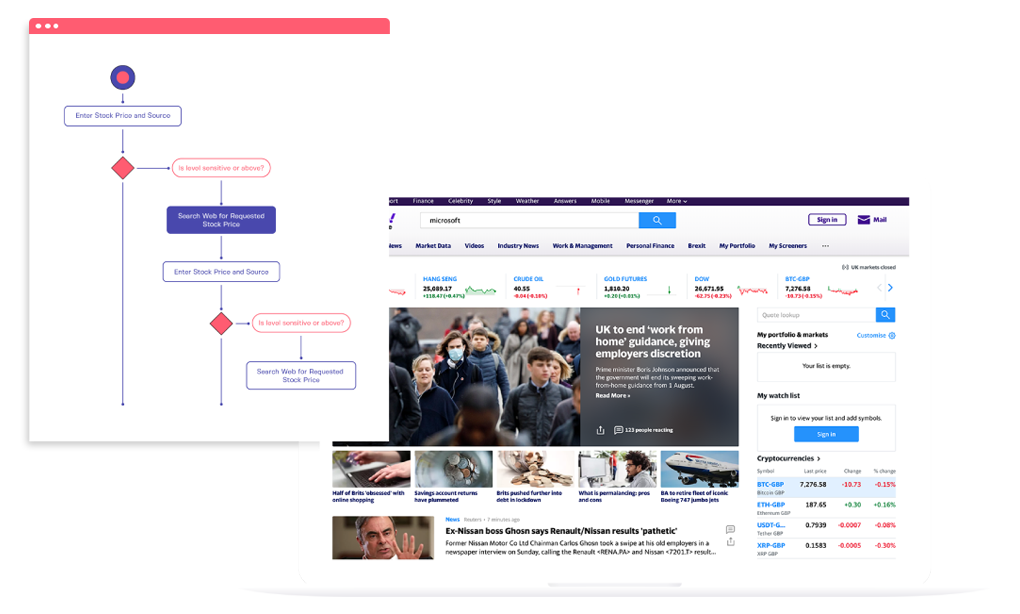 Enter Stock Price and Source
Is level sensitive or above?
Search Web for Requested
Stock Price
Enter Stock Price and Source
Is level sensitive or above?
Search Web for Requested
Stock Price
ort Finance Celebrity Style Weather Answers Mobile Messenger More
microsoft
Sign in Mail
News Market Data Videos Industry News Work & Management Personal Finance Brexit My Portfolio My Screeners ...
UK markets closed
HANG SENG
25,089.17
+118.47 (+0.47%)
CRUDE OIL
40.55
-0.04 (-0.10%)
GOLD FUTURES
1,810.20
+0.20 (+0.01%)
DOW
26,671.95
-62.75 (-0.23%)
BTC-GBP
7,276.58
-10.73 (-0.15%)
UK to end ‘work from
home’ guidance, giving
employers discretion
Prime minister Boris Johnson announced that
the government will end its sweeping work-
from-home guidance from 1 August.
Read More »
123 people reacting
Quote lookup
My portfolio & markets Customise
Recently Viewed >
Your list is empty.
My watch list
Sign in to view your list and add symbols.
Sign in
Half of Brits 'obsessed' with
online shopping
Savings account returns
have plummeted
Brits pushed further into
debt in lockdown
What is permalancing: pros
and cons
BA to retire fleet of iconic
Boeing 747 jumbo jets
News Reuters • 7 minutes ago
Ex-Nissan boss Ghosn says Renault/Nissan results 'pathetic'
Former Nissan Motor Co Ltd Chairman Carlos Ghosn took a swipe at his old employers in a
newspaper interview on Sunday, calling the Renault <RENA.PA> and Nissan <7201.T> result...
Cryptocurrencies >
Symbol Last price Change % change
BTC-GBP 7,276.58 -10.73 -0.15%
Bitcoin GBP
ETH-GBP 187.65 +0.30 +0.16%
Ethereum GBP
USDT-G... 0.7939 -0.0007 -0.08%
Tether GBP
XRP-GBP 0.1583 -0.0005 -0.30%
XRP GBP